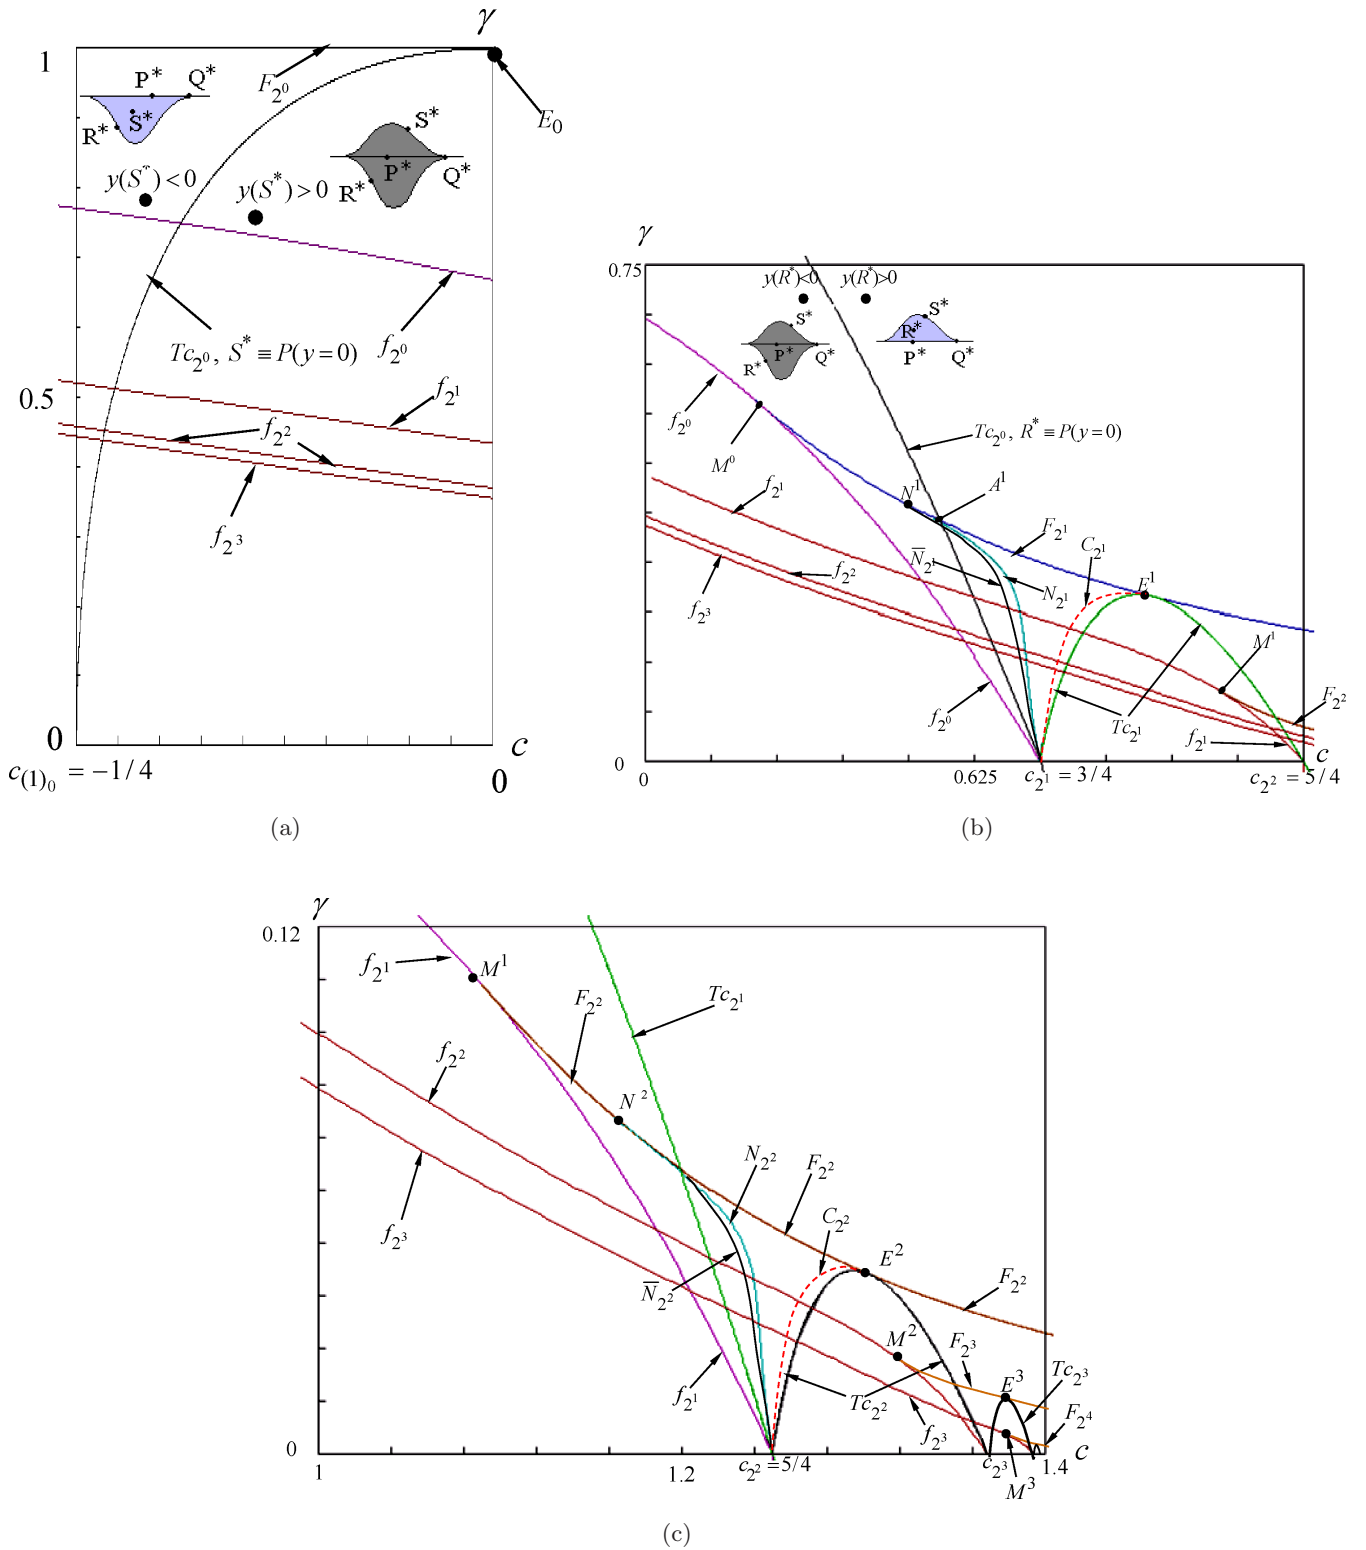 γ
1
F_{2^0}
P* Q*
S*
R*
E_0
S*
P*
R* Q*
y(S*)<0
y(S*)>0
Tc_{2^0}, S* ≡ P(y=0)
f_{2^0}
0.5
f_{2^1}
f_{2^2}
f_{2^3}
0
c
c_{(1)_0} = −1/4
0
(a)
γ
0.75
y(R*)<0 y(R*)>0
S*
P*
R* Q*
S*
R*
P* Q*
f_{2^0}
M^0
Tc_{2^0}, R* ≡ P(y=0)
f_{2^1}
N^1
A^1
F_{2^1}
C_{2^1}
N̅_{2^1}
N_{2^1}
E^1
f_{2^2}
f_{2^3}
M^1
F_{2^2}
f_{2^0}
Tc_{2^1}
f_{2^1}
c
0
0
0.625
c_{2^1} = 3/4
c_{2^2} = 5/4
(b)
γ
0.12
f_{2^1}
M^1
F_{2^2}
Tc_{2^1}
f_{2^2}
N^2
N_{2^2}
F_{2^2}
C_{2^2}
E^2
f_{2^3}
N̅_{2^2}
F_{2^2}
M^2
F_{2^3}
E^3
Tc_{2^3}
f_{2^1}
Tc_{2^2}
f_{2^3}
F_{2^4}
0
c
1
1.2
c_{2^2} = 5/4
c_{2^3}
M^3
1.4
(c)